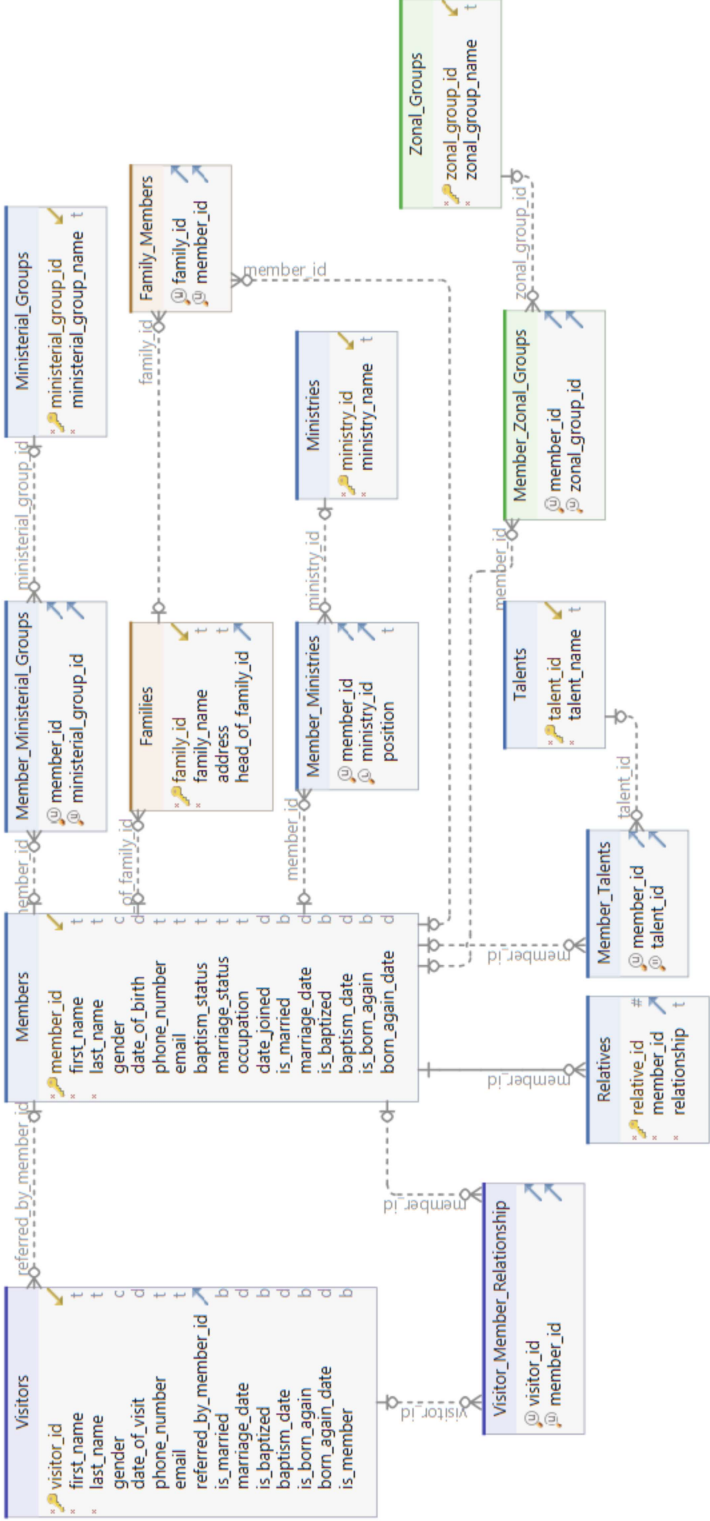 Visitors
visitor_id
first_name t
last_name t
gender c
date_of_visit d
phone_number t
email t
referred_by_member_id
is_married b
marriage_date d
is_baptized b
baptism_date d
is_born_again b
born_again_date d
is_member b
referred_by_member_id
visitor_id
Visitor_Member_Relationship
visitor_id
member_id
member_id
Members
member_id
first_name t
last_name t
gender c
date_of_birth d
phone_number t
email t
baptism_status t
marriage_status t
occupation t
date_joined d
is_married b
marriage_date d
is_baptized b
baptism_date d
is_born_again b
born_again_date d
member_id
Relatives
relative_id #
member_id
relationship t
member_id
Member_Talents
member_id
talent_id
talent_id
Talents
talent_id
talent_name t
member_id
Member_Ministerial_Groups
member_id
ministerial_group_id
ministerial_group_id
Ministerial_Groups
ministerial_group_id
ministerial_group_name t
of_family_id
Families
family_id
family_name t
address t
head_of_family_id
family_id
Family_Members
family_id
member_id
member_id
member_id
Member_Ministries
member_id
ministry_id
position t
ministry_id
Ministries
ministry_id
ministry_name t
member_id
Member_Zonal_Groups
member_id
zonal_group_id
zonal_group_id
Zonal_Groups
zonal_group_id
zonal_group_name t